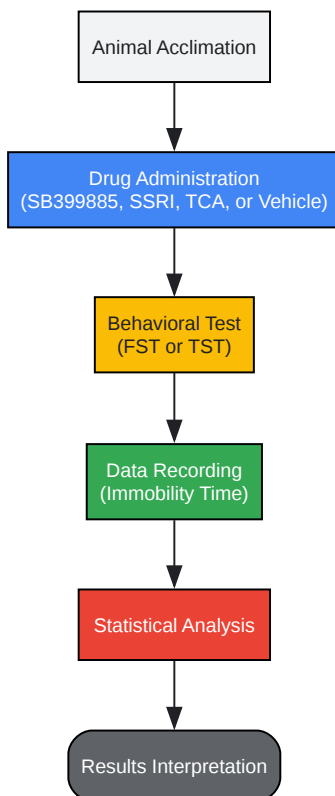 Animal Acclimation
Drug Administration
(SB399885, SSRI, TCA, or Vehicle)
Behavioral Test
(FST or TST)
Data Recording
(Immobility Time)
Statistical Analysis
Results Interpretation